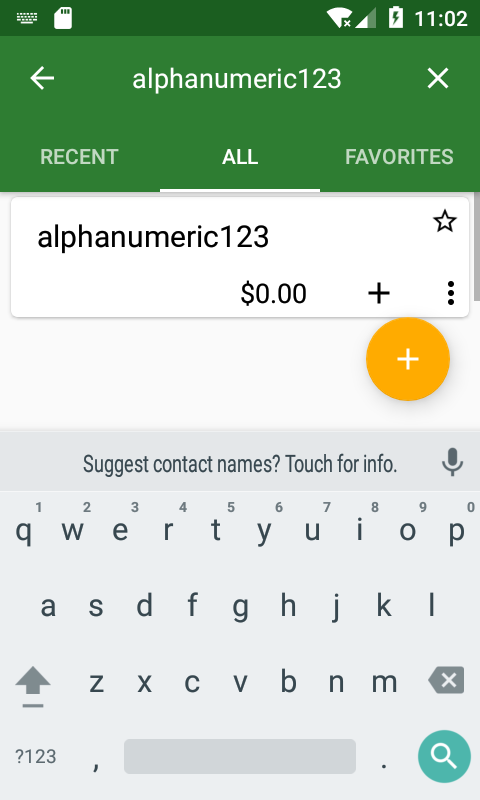 11:02
alphanumeric123
RECENT ALL FAVORITES
alphanumeric123
$0.00
Suggest contact names? Touch for info.
1 2 3 4 5 6 7 8 9 0
q w e r t y u i o p
a s d f g h j k l
z x c v b n m
?123 , .